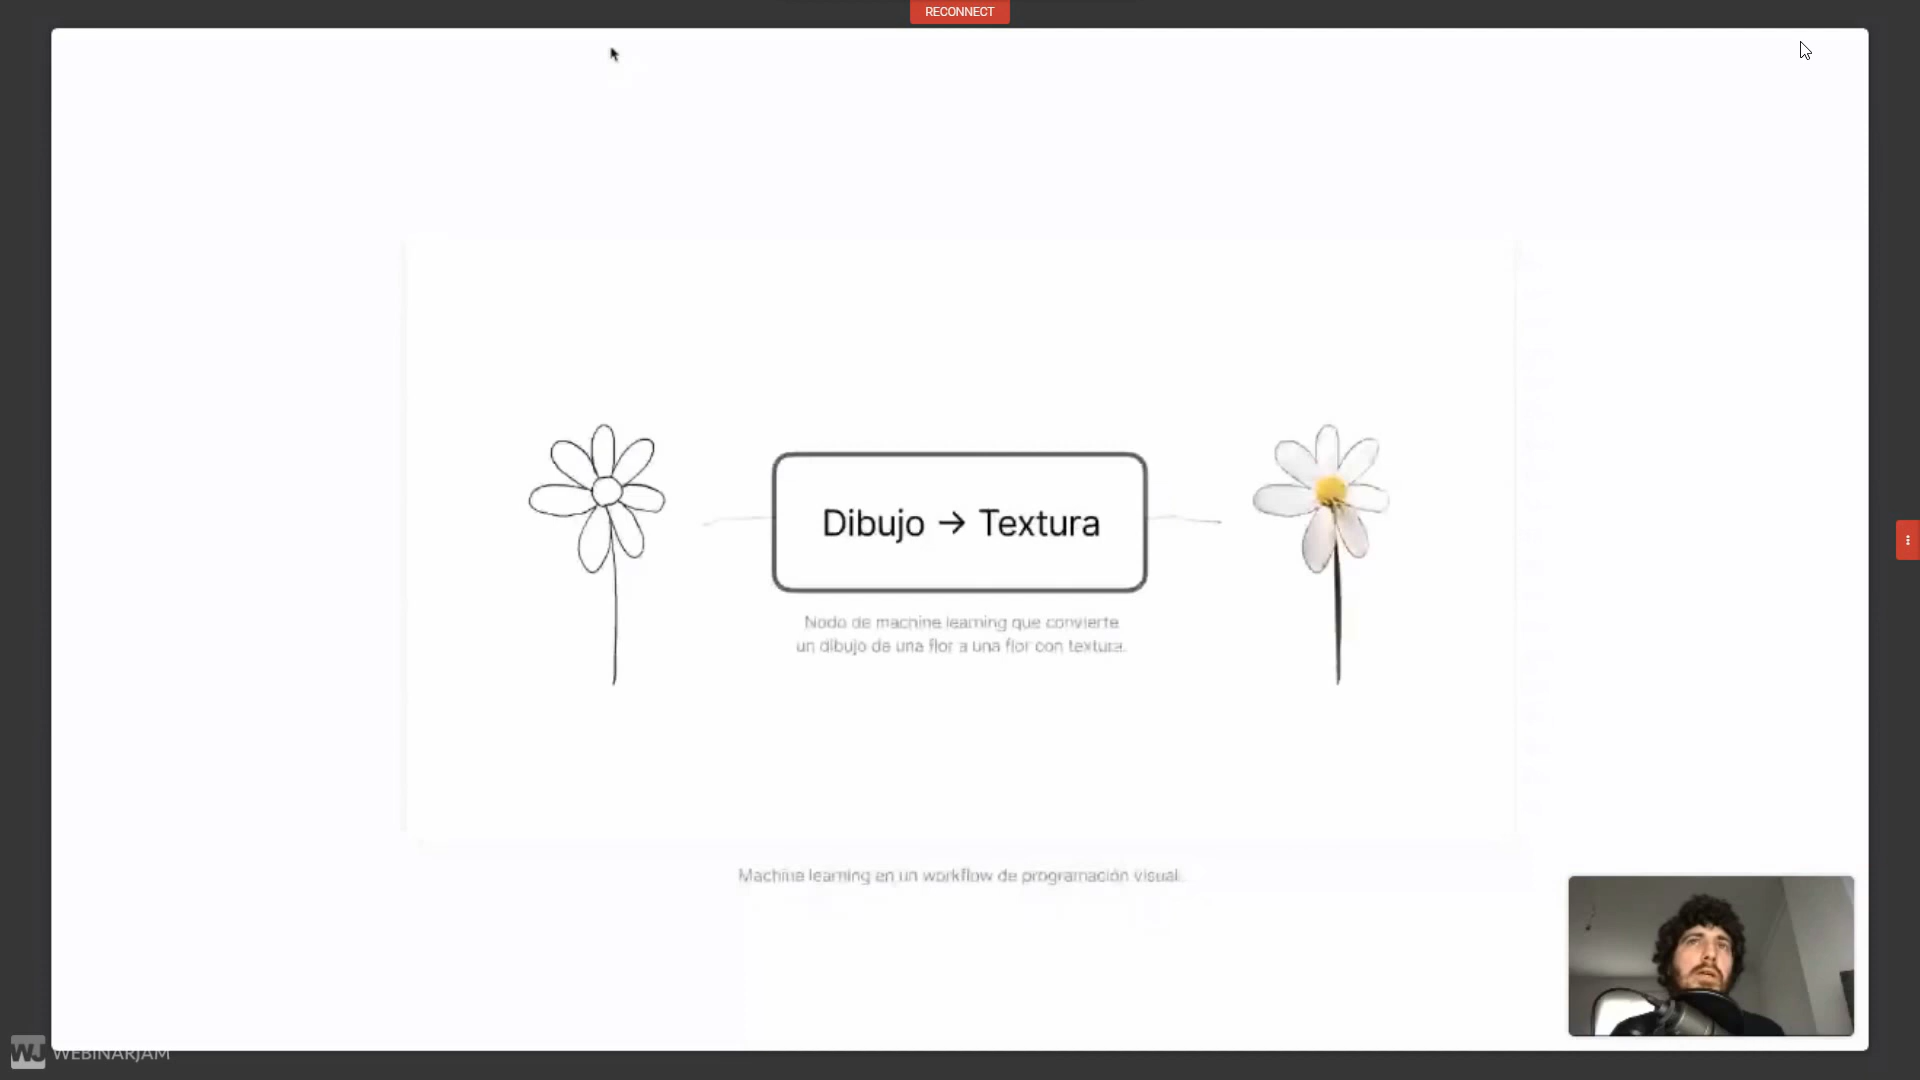 RECONNECT
Dibujo → Textura
Nodo de machine learning que convierte
un dibujo de una flor a una flor con textura.
Machine learning en un workflow de programación visual.
WJ WEBINARJAM